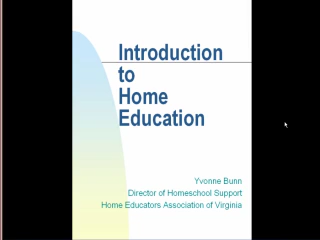 Introduction
to
Home
Education
Yvonne Bunn
Director of Homeschool Support
Home Educators Association of Virginia